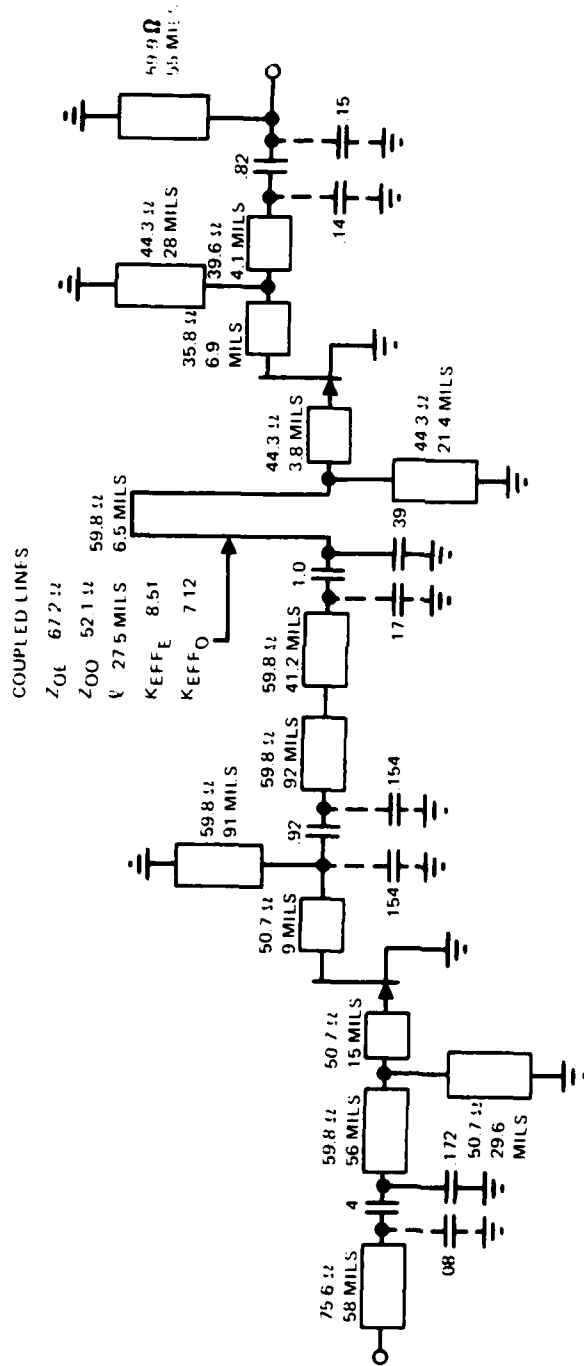 COUPLED LINES
Z0E 67.2 Ω
Z0O 52.1 Ω
ℓ 27.5 MILS
KEFFE 8.51
KEFFO 7.12
75.6 Ω
58 MILS
08
4
.172
59.8 Ω
56 MILS
50.7 Ω
29.6
MILS
50.7 Ω
15 MILS
50.7 Ω
9 MILS
59.8 Ω
91 MILS
154
.92
.154
59.8 Ω
92 MILS
59.8 Ω
41.2 MILS
17
1.0
39
59.8 Ω
6.5 MILS
44.3 Ω
21.4 MILS
44.3 Ω
3.8 MILS
35.8 Ω
6.9
MILS
44.3 Ω
28 MILS
39.6 Ω
4.1 MILS
.14
.82
.15
59.9 Ω
55 MILS